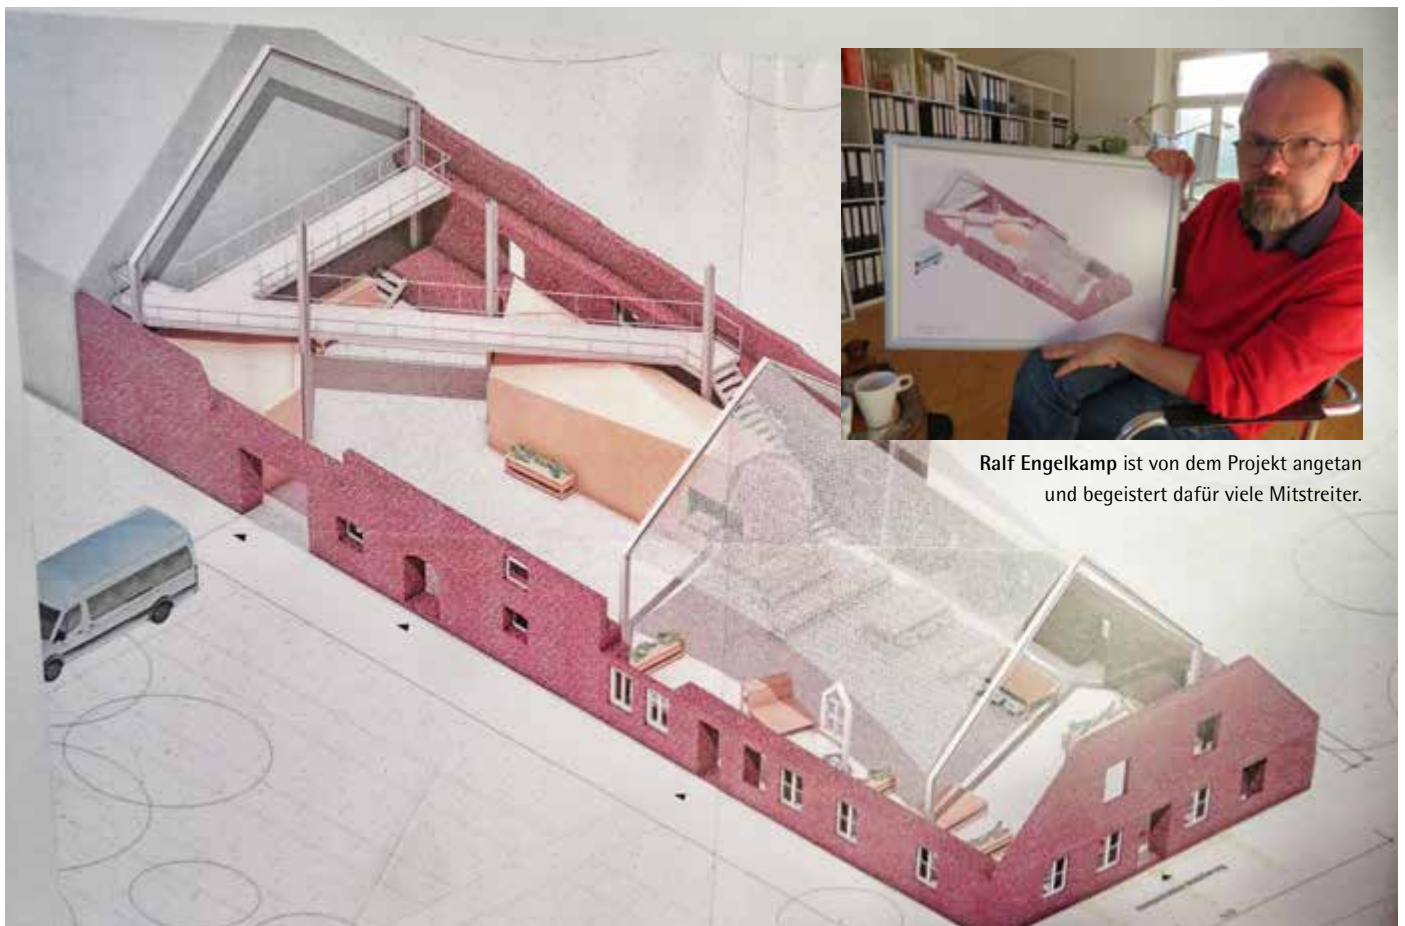 Ralf Engelkamp ist von dem Projekt angetan
und begeistert dafür viele Mitstreiter.